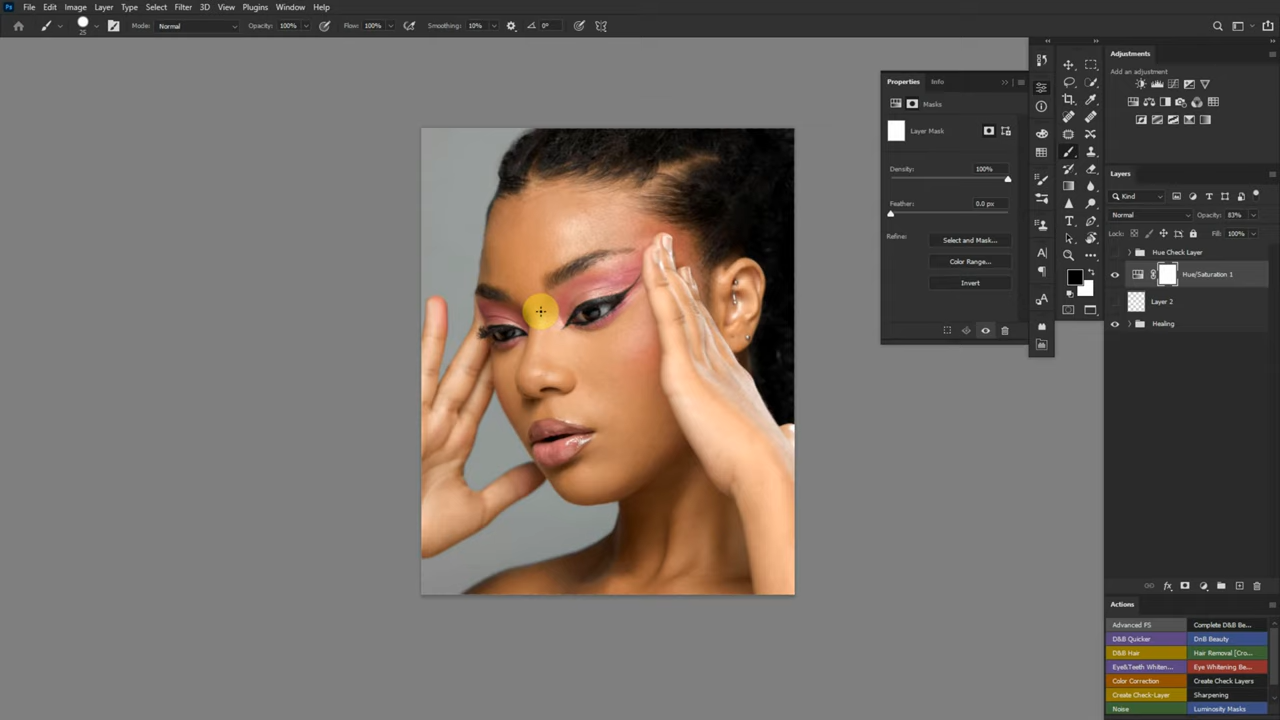 Ps File Edit Image Layer Type Select Filter 3D View Plugins Window Help
25 Mode: Normal Opacity: 100% Flow: 100% Smoothing: 10% 0°
Properties Info
Masks
Layer Mask
Density: 100%
Feather: 0.0 px
Refine: Select and Mask...
Color Range...
Invert
Adjustments
Add an adjustment
Layers
Kind
Normal Opacity: 83%
Lock: Fill: 100%
Hue Check Layer
Hue/Saturation 1
Layer 2
Healing
fx
Actions
Advanced PS Complete D&B Be...
D&B Quicker DnB Beauty
D&B Hair Hair Removal [Cro...
Eye&Teeth Whiten... Eye Whitening Be...
Color Correction Create Check Layers
Create Check-Layer Sharpening
Noise Luminosity Masks